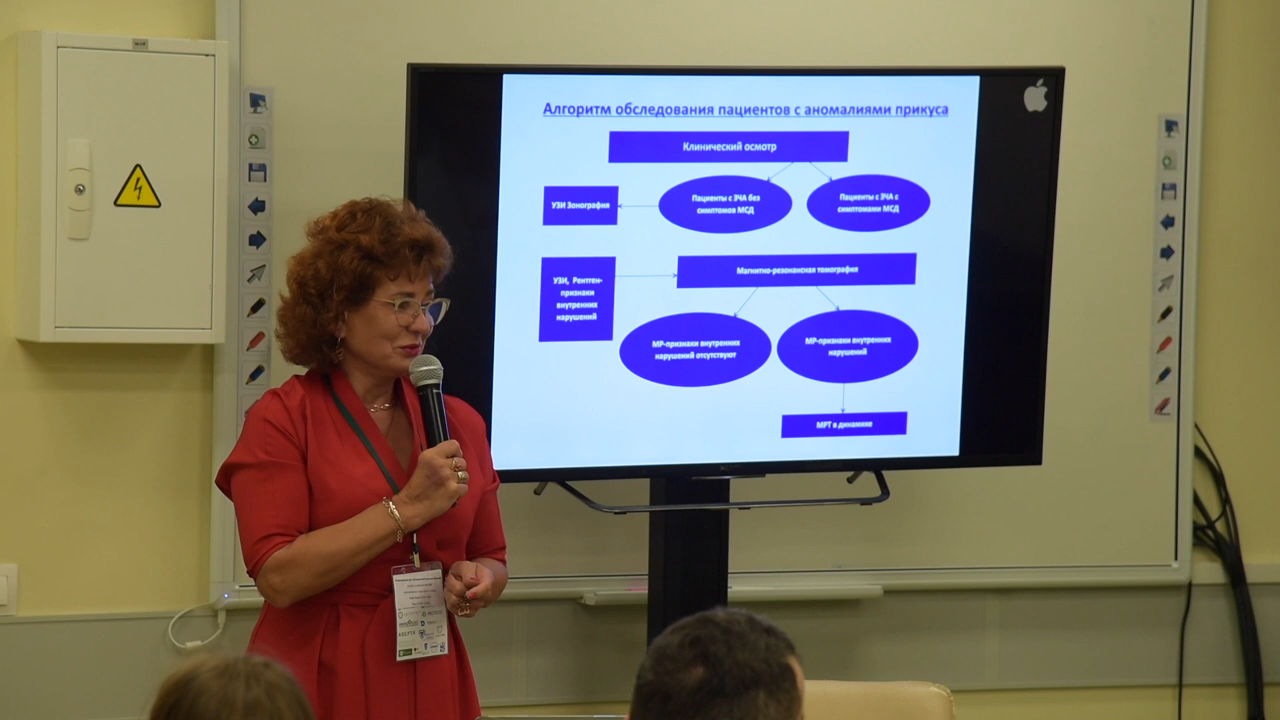 Алгоритм обследования пациентов с аномалиями прикуса
Клинический осмотр
УЗИ Зонография
Пациенты с ЗЧА без
симптомов МСД
Пациенты с ЗЧА с
симптомами МСД
УЗИ, Рентген-
признаки
внутренних
нарушений
Магнитно-резонансная томография
МР-признаки внутренних
нарушений отсутствуют
МР-признаки внутренних
нарушений
МРТ в динамике